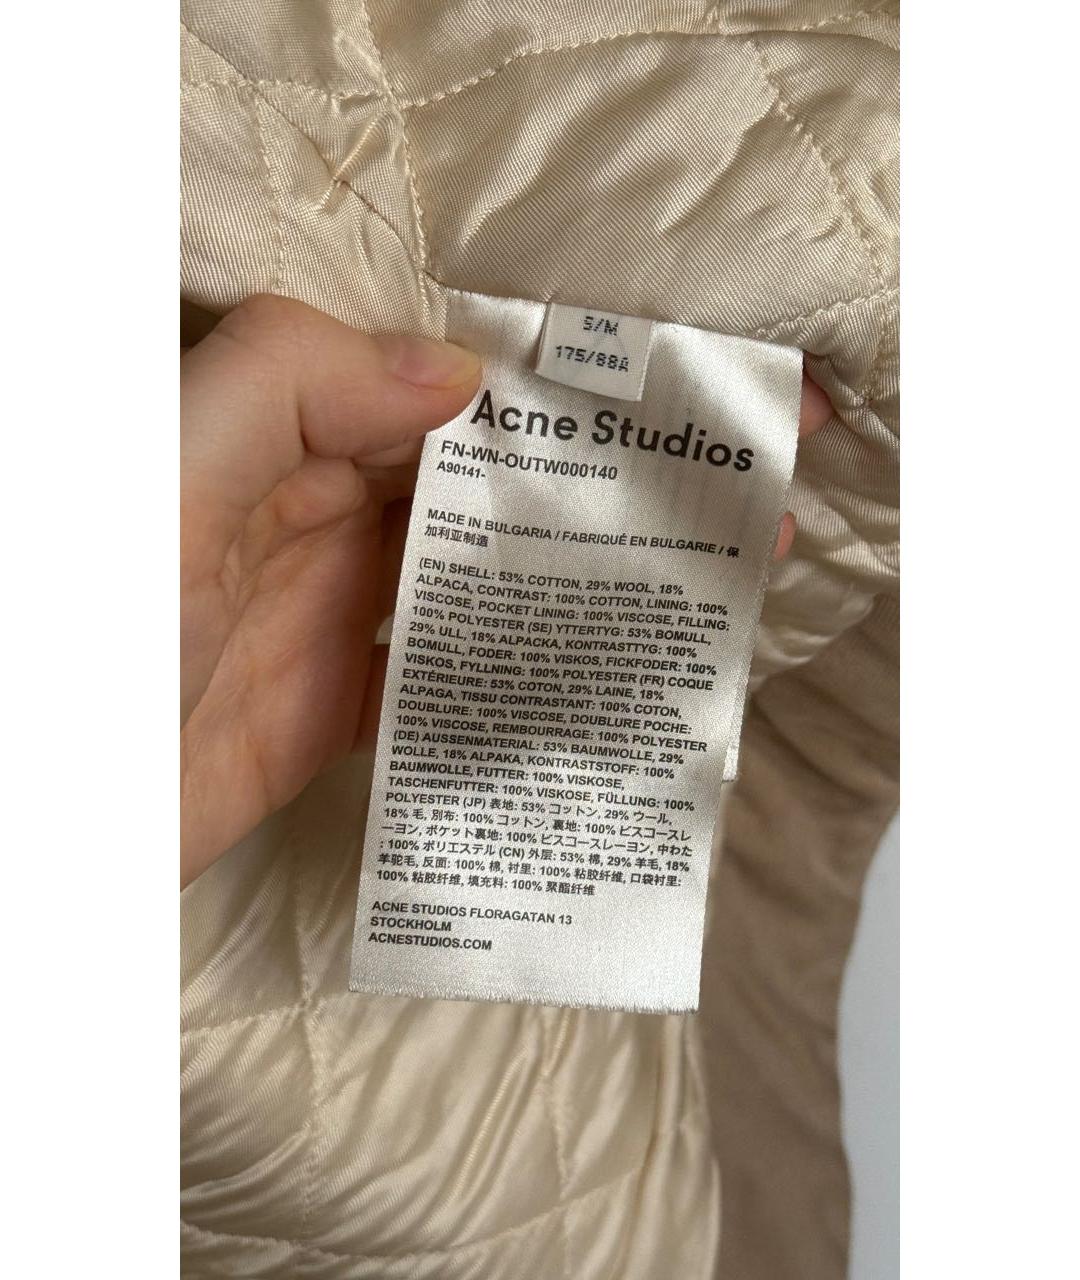 S/M
175/88A
Acne Studios
FN-WN-OUTW000140
A90141-
MADE IN BULGARIA / FABRIQUÉ EN BULGARIE / 保
加利亚制造
(EN) SHELL: 53% COTTON, 29% WOOL, 18%
ALPACA, CONTRAST: 100% COTTON, LINING: 100%
VISCOSE, POCKET LINING: 100% VISCOSE, FILLING:
100% POLYESTER (SE) YTTERTYG: 53% BOMULL,
29% ULL, 18% ALPACKA, KONTRASTTYG: 100%
BOMULL, FODER: 100% VISKOS, FICKFODER: 100%
VISKOS, FYLLNING: 100% POLYESTER (FR) COQUE
EXTÉRIEURE: 53% COTON, 29% LAINE, 18%
ALPAGA, TISSU CONTRASTANT: 100% COTON,
DOUBLURE: 100% VISCOSE, DOUBLURE POCHE:
100% VISCOSE, REMBOURRAGE: 100% POLYESTER
(DE) AUSSENMATERIAL: 53% BAUMWOLLE, 29%
WOLLE, 18% ALPAKA, KONTRASTSTOFF: 100%
BAUMWOLLE, FUTTER: 100% VISKOSE,
TASCHENFUTTER: 100% VISKOSE, FÜLLUNG: 100%
POLYESTER (JP) 表地: 53% コットン, 29% ウール,
18% 毛, 別布: 100% コットン, 裏地: 100% ビスコースレ
ーヨン, ポケット裏地: 100% ビスコースレーヨン, 中わた
: 100% ポリエステル (CN) 外层: 53% 棉, 29% 羊毛, 18%
羊驼毛, 反面: 100% 棉, 衬里: 100% 粘胶纤维, 口袋衬里:
100% 粘胶纤维, 填充料: 100% 聚酯纤维
ACNE STUDIOS FLORAGATAN 13
STOCKHOLM
ACNESTUDIOS.COM